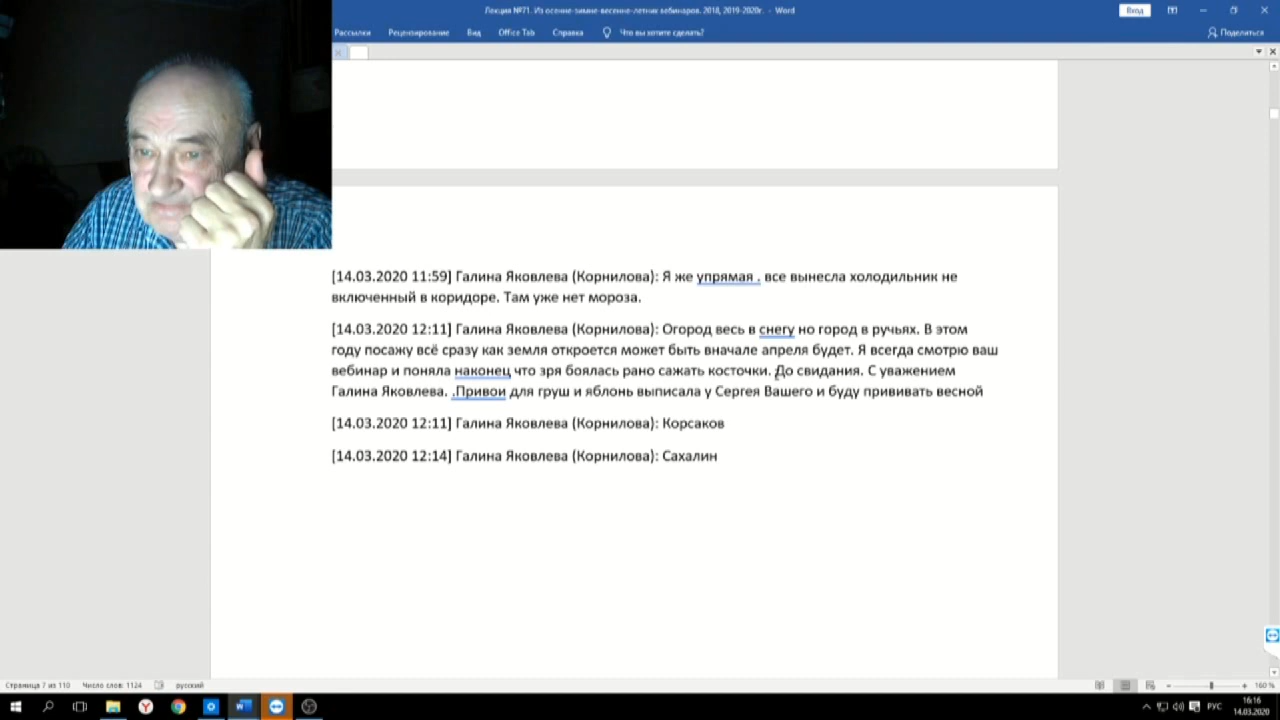 Лекция №71. Из осенне-зимне-весенне-летних вебинаров. 2018, 2019-2020г. - Word
Вход
Рассылки Рецензирование Вид Office Tab Справка Что вы хотите сделать? Поделиться
[14.03.2020 11:59] Галина Яковлева (Корнилова): Я же упрямая . все вынесла холодильник не
включенный в коридоре. Там уже нет мороза.
[14.03.2020 12:11] Галина Яковлева (Корнилова): Огород весь в снегу но город в ручьях. В этом
году посажу всё сразу как земля откроется может быть вначале апреля будет. Я всегда смотрю ваш
вебинар и поняла наконец что зря боялась рано сажать косточки. До свидания. С уважением
Галина Яковлева. .Привои для груш и яблонь выписала у Сергея Вашего и буду прививать весной
[14.03.2020 12:11] Галина Яковлева (Корнилова): Корсаков
[14.03.2020 12:14] Галина Яковлева (Корнилова): Сахалин
Страница 7 из 110 Число слов: 1124 русский
160 %
РУС
16:16
14.03.2020